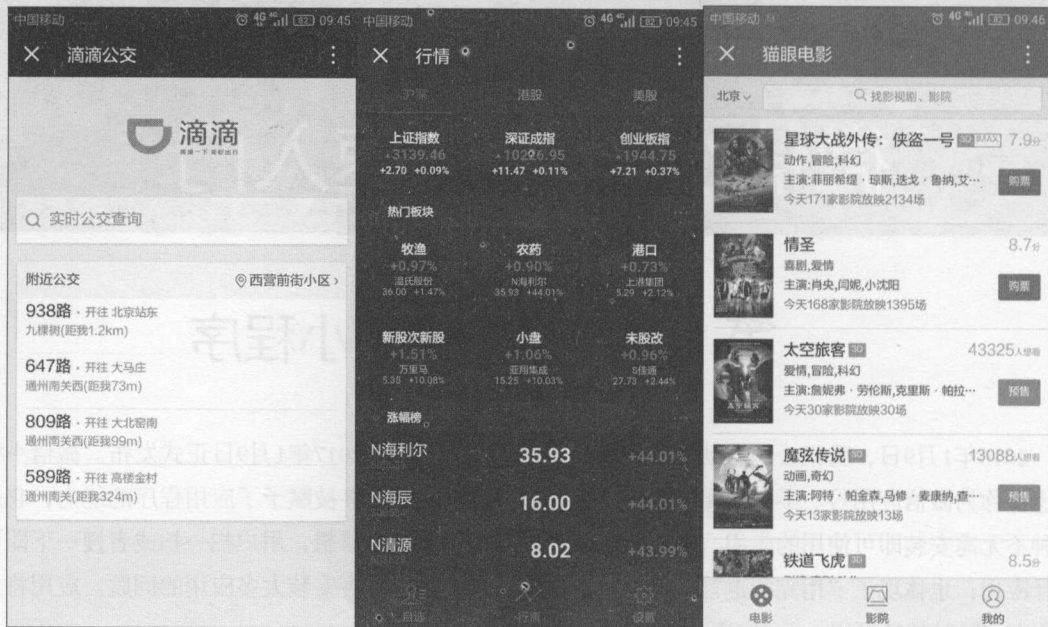 中国移动 4G 82 09:45
滴滴公交
滴滴
滴滴一下 美好出行
实时公交查询
附近公交 西营前街小区
938路·开往 北京站东
九棵树(距我1.2km)
647路·开往 大马庄
通州南关西(距我73m)
809路·开往 大北窑南
通州南关西(距我99m)
589路·开往 高楼金村
通州南关(距我324m)
中国移动 4G 82 09:45
行情
沪深 港股 美股
上证指数 深证成指 创业板指
3139.46 10226.95 1944.75
+2.70 +0.09% +11.47 +0.11% +7.21 +0.37%
热门板块
牧渔 农药 港口
+0.97% +0.90% +0.73%
温氏股份 N海利尔 上港集团
36.00 +1.47% 35.93 +44.01% 5.29 +2.12%
新股次新股 小盘 未股改
+1.51% +1.06% +0.96%
万里马 亚翔集成 S佳通
5.35 +10.08% 15.25 +10.03% 27.73 +2.44%
涨幅榜
N海利尔 35.93 +44.01%
N海辰 16.00 +44.01%
N清源 8.02 +43.99%
自选 行情 设置
中国移动 4G 82 09:46
猫眼电影
北京 找影视剧、影院
星球大战外传：侠盗一号 3D IMAX 7.9分
动作,冒险,科幻
主演:菲丽希缇·琼斯,迭戈·鲁纳,艾…
购票
今天171家影院放映2134场
情圣 8.7分
喜剧,爱情
主演:肖央,闫妮,小沈阳
购票
今天168家影院放映1395场
太空旅客 3D 43325人想看
爱情,冒险,科幻
主演:詹妮弗·劳伦斯,克里斯·帕拉…
预售
今天30家影院放映30场
魔弦传说 3D 13088人想看
动画,奇幻
主演:阿特·帕金森,马修·麦康纳,查…
预售
今天13家影院放映13场
铁道飞虎 3D 8.5分
电影 影院 我的